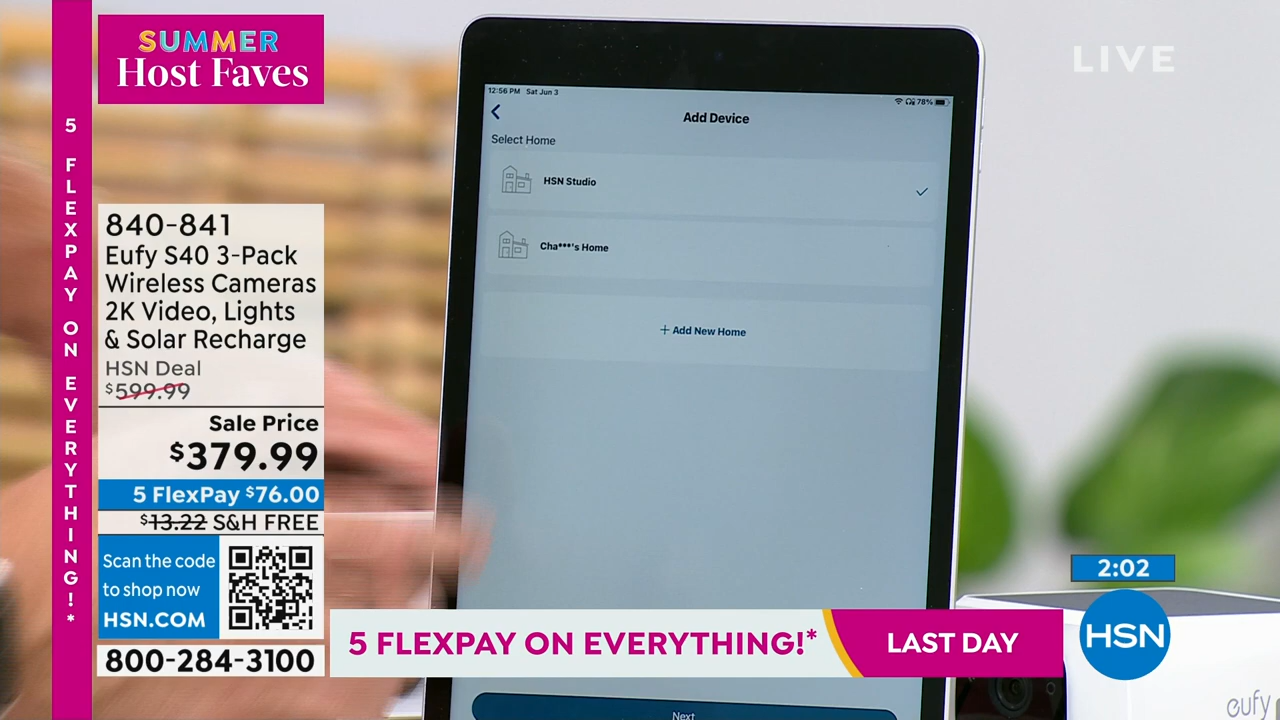 SUMMER
Host Faves
LIVE
5 FLEXPAY ON EVERYTHING!*
840-841
Eufy S40 3-Pack
Wireless Cameras
2K Video, Lights
& Solar Recharge
HSN Deal
$599.99
Sale Price
$379.99
5 FlexPay $76.00
$13.22 S&H FREE
Scan the code
to shop now
HSN.COM
800-284-3100
12:56 PM Sat Jun 3
78%
Add Device
Select Home
HSN Studio
Cha***'s Home
+ Add New Home
Next
5 FLEXPAY ON EVERYTHING!*
LAST DAY
2:02
HSN
eufy